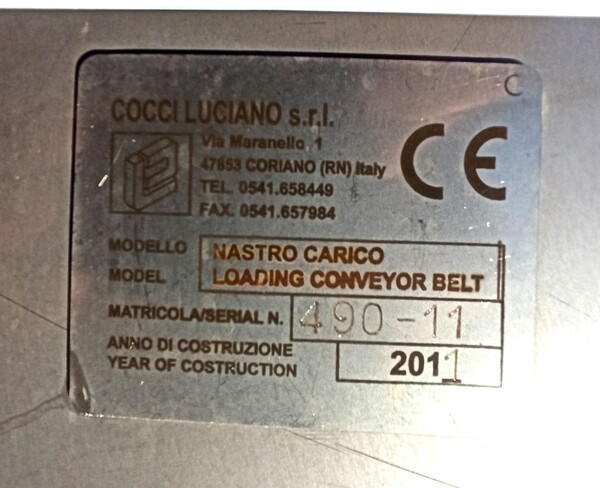 COCCI LUCIANO s.r.l.
Via Maranello, 1
47853 CORIANO (RN) Italy
TEL. 0541.658449
FAX. 0541.657984
CE
MODELLO NASTRO CARICO
MODEL LOADING CONVEYOR BELT
MATRICOLA/SERIAL N. 490-11
ANNO DI COSTRUZIONE
YEAR OF COSTRUCTION 2011